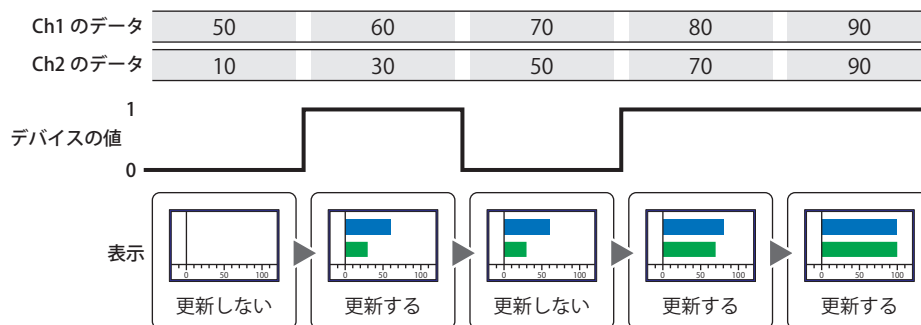 Ch1 のデータ 50 60 70 80 90
Ch2 のデータ 10 30 50 70 90
1
デバイスの値
0
表示
0 50 100 0 50 100 0 50 100 0 50 100 0 50 100
更新しない 更新する 更新しない 更新する 更新する